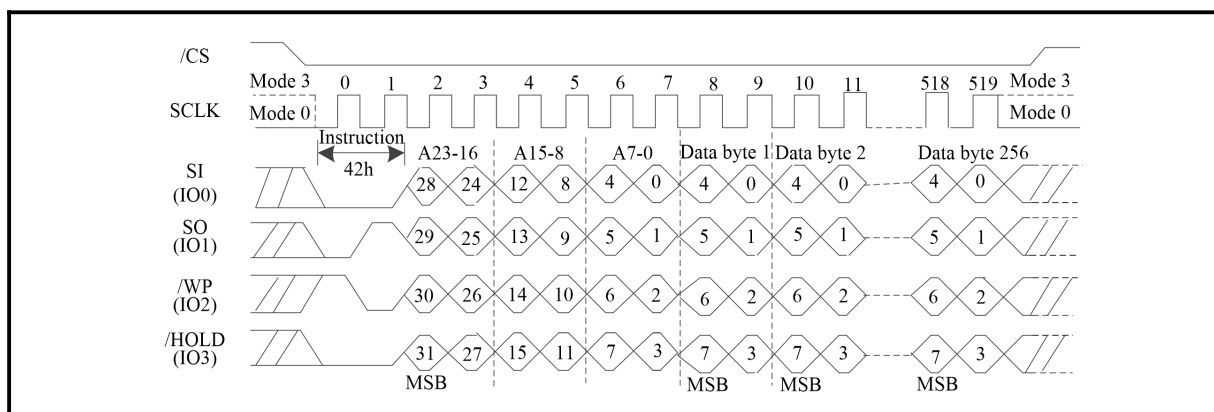 /CS
Mode 3 0 1 2 3 4 5 6 7 8 9 10 11 518 519 Mode 3
SCLK Mode 0 Mode 0
Instruction
42h
A23-16 A15-8 A7-0 Data byte 1 Data byte 2 Data byte 256
SI
(IO0)
28 24 12 8 4 0 4 0 4 0 4 0
SO
(IO1)
29 25 13 9 5 1 5 1 5 1 5 1
/WP
(IO2)
30 26 14 10 6 2 6 2 6 2 6 2
/HOLD
(IO3)
31 27 15 11 7 3 7 3 7 3 7 3
MSB MSB MSB MSB